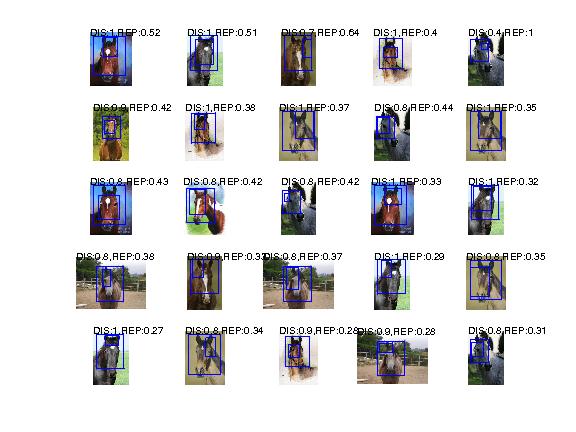 DIS:1,REP:0.52
DIS:1,REP:0.51
DIS:0.7,REP:0.64
DIS:1,REP:0.4
DIS:0.4,REP:1
DIS:0.9,REP:0.42
DIS:1,REP:0.38
DIS:1,REP:0.37
DIS:0.8,REP:0.44
DIS:1,REP:0.35
DIS:0.8,REP:0.43
DIS:0.8,REP:0.42
DIS:0.8,REP:0.42
DIS:1,REP:0.33
DIS:1,REP:0.32
DIS:0.8,REP:0.38
DIS:0.9,REP:0.33
DIS:0.8,REP:0.37
DIS:1,REP:0.29
DIS:0.8,REP:0.35
DIS:1,REP:0.27
DIS:0.8,REP:0.34
DIS:0.9,REP:0.28
DIS:0.9,REP:0.28
DIS:0.8,REP:0.31